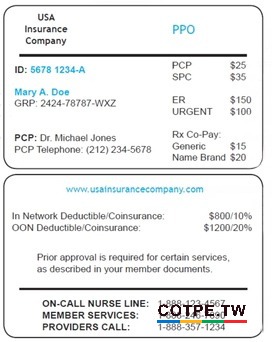 USA
Insurance
Company
PPO
ID: 5678 1234-A
PCP $25
SPC $35
Mary A. Doe
GRP: 2424-78787-WXZ
ER $150
URGENT $100
PCP: Dr. Michael Jones
PCP Telephone: (212) 234-5678
Rx Co-Pay:
Generic $15
Name Brand $20
www.usainsurancecompany.com
In Network Deductible/Coinsurance: $800/10%
OON Deductible/Coinsurance: $1200/20%
Prior approval is required for certain services,
as described in your member documents.
ON-CALL NURSE LINE: 1-888-123-4567
MEMBER SERVICES:
PROVIDERS CALL: 1-888-357-1234
COTPE.TW